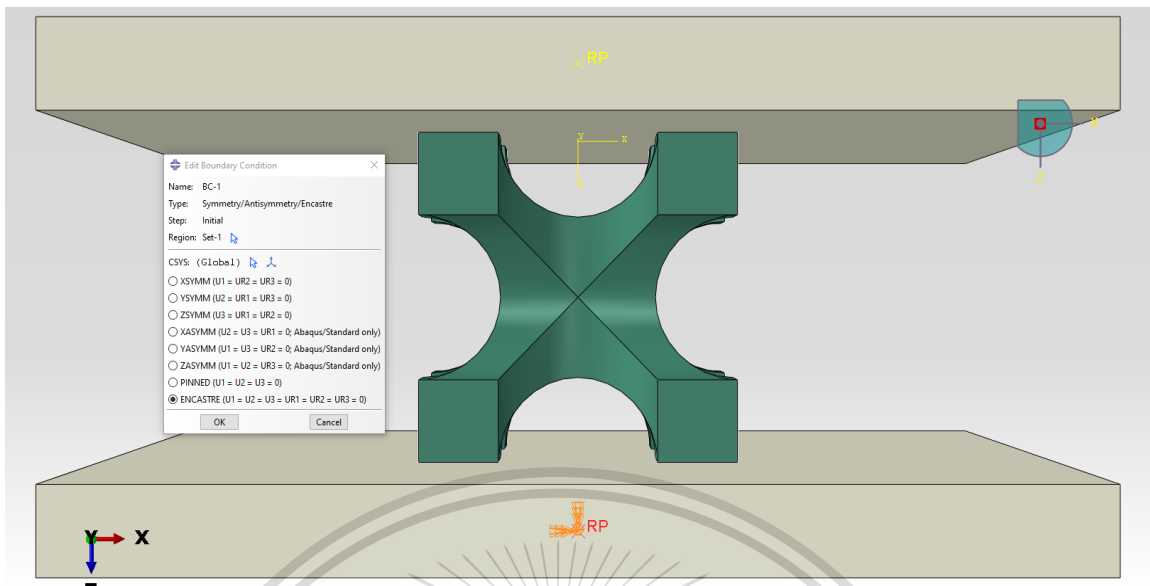 RP
Y
X
Z
X
Z
Edit Boundary Condition
Name: BC-1
Type: Symmetry/Antisymmetry/Encastre
Step: Initial
Region: Set-1
CSYS: (Global)
XSYMM (U1 = UR2 = UR3 = 0)
YSYMM (U2 = UR1 = UR3 = 0)
ZSYMM (U3 = UR1 = UR2 = 0)
XASYMM (U2 = U3 = UR1 = 0; Abaqus/Standard only)
YASYMM (U1 = U3 = UR2 = 0; Abaqus/Standard only)
ZASYMM (U1 = U2 = UR3 = 0; Abaqus/Standard only)
PINNED (U1 = U2 = U3 = 0)
ENCASTRE (U1 = U2 = U3 = UR1 = UR2 = UR3 = 0)
OK Cancel
RP
Y X